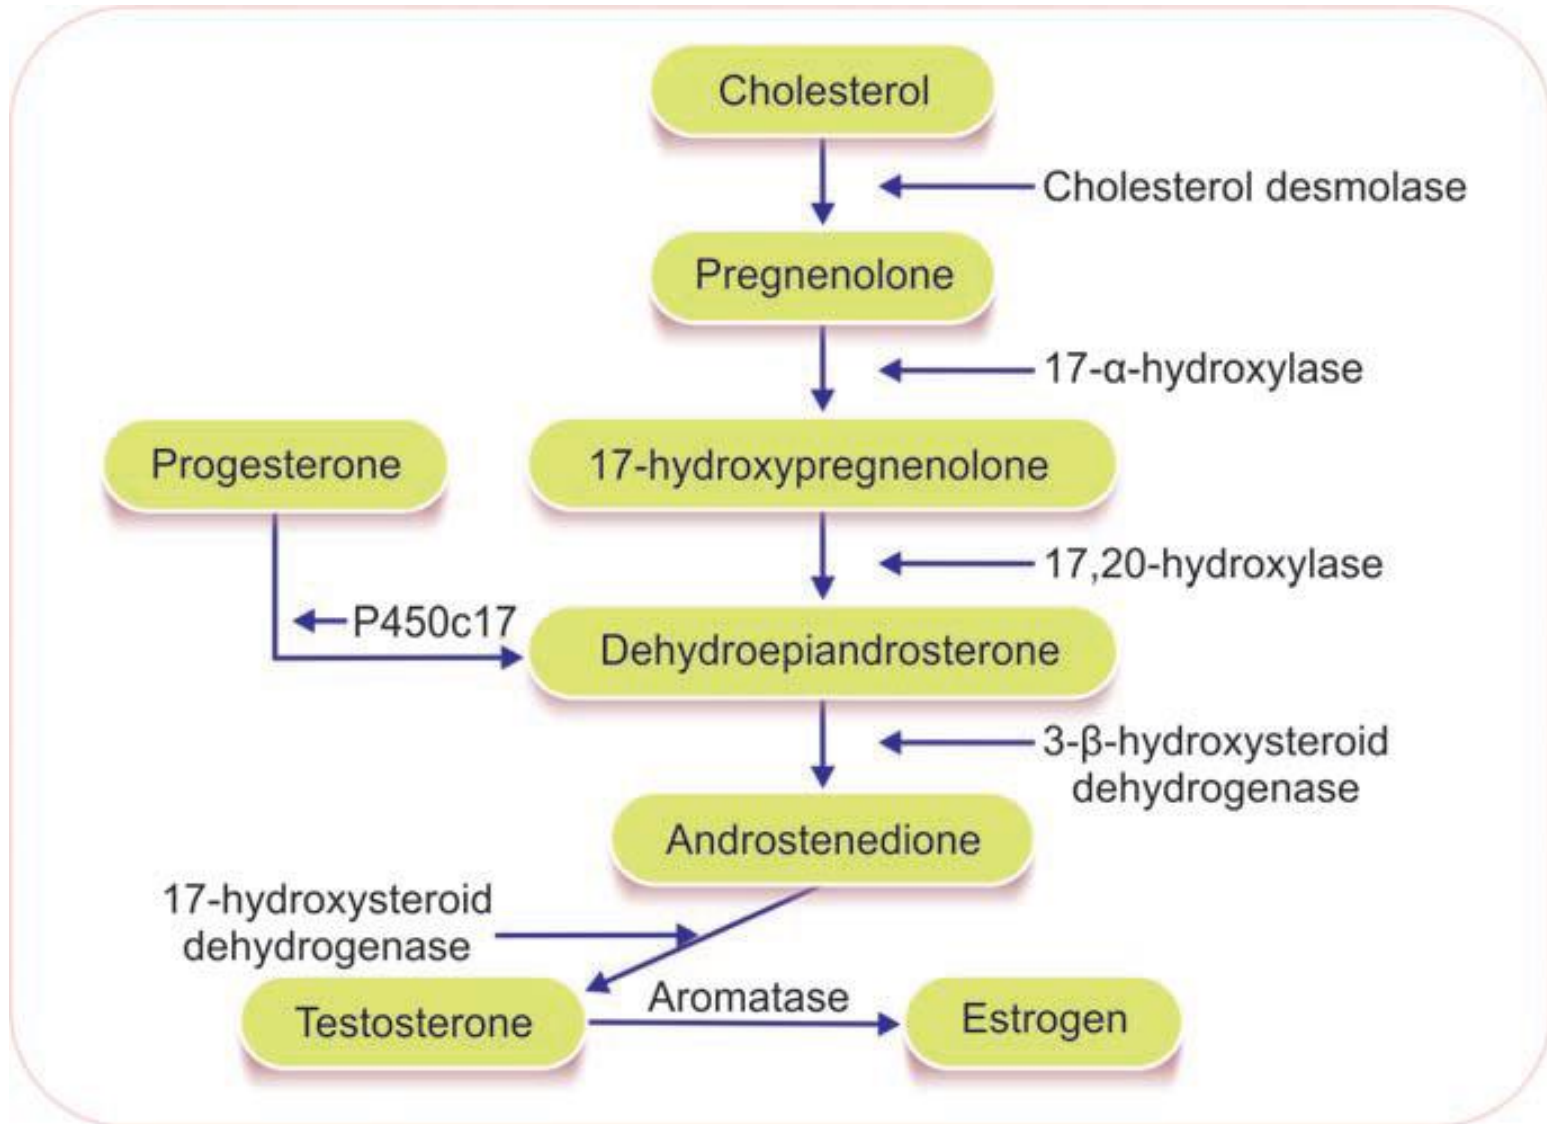 Cholesterol
Cholesterol desmolase
Pregnenolone
17-α-hydroxylase
Progesterone
17-hydroxypregnenolone
17,20-hydroxylase
P450c17
Dehydroepiandrosterone
3-β-hydroxysteroid
dehydrogenase
Androstenedione
17-hydroxysteroid
dehydrogenase
Aromatase
Testosterone
Estrogen